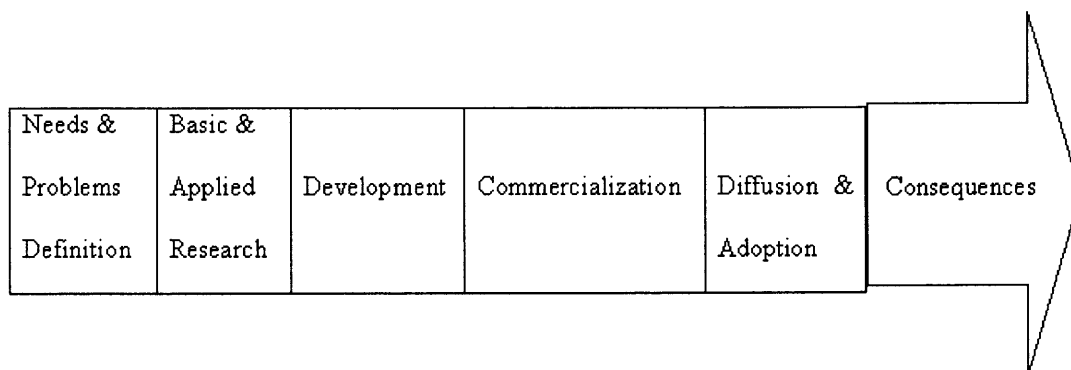 Needs &
Problems
Definition
Basic &
Applied
Research
Development
Commercialization
Diffusion &
Adoption
Consequences